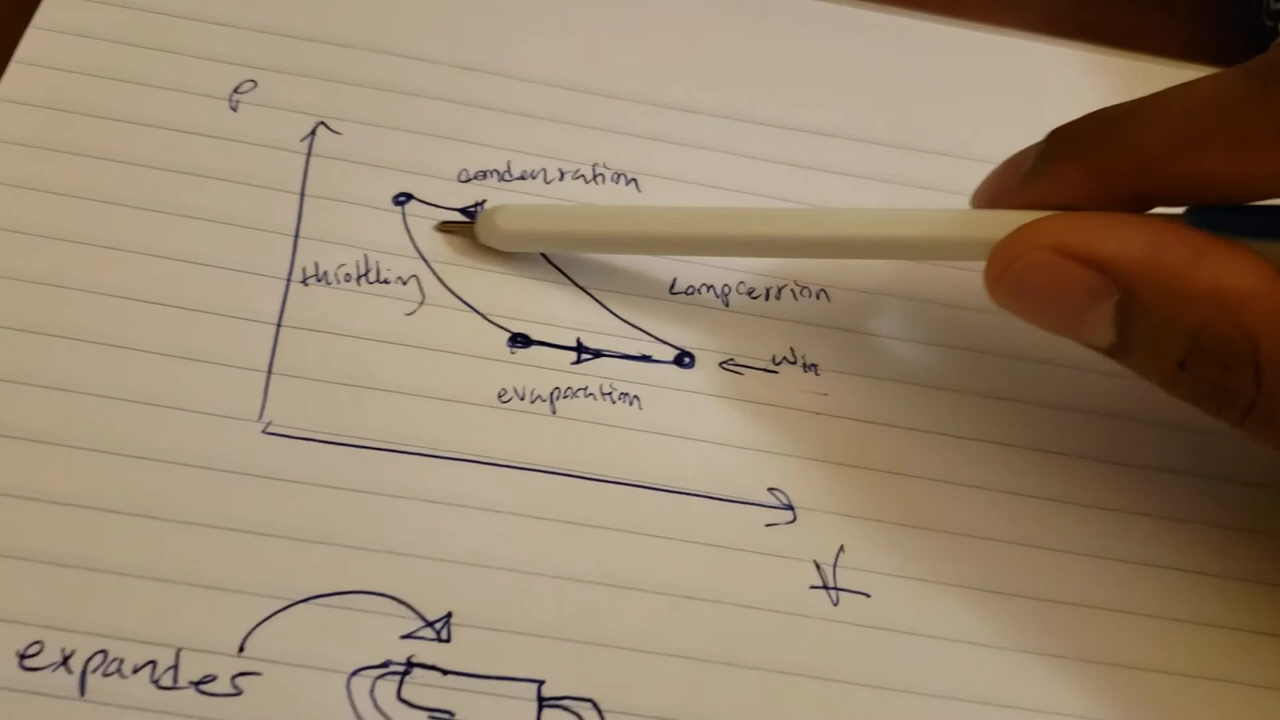 P
condensation
throttling
compression
Win
evaporation
V
expander